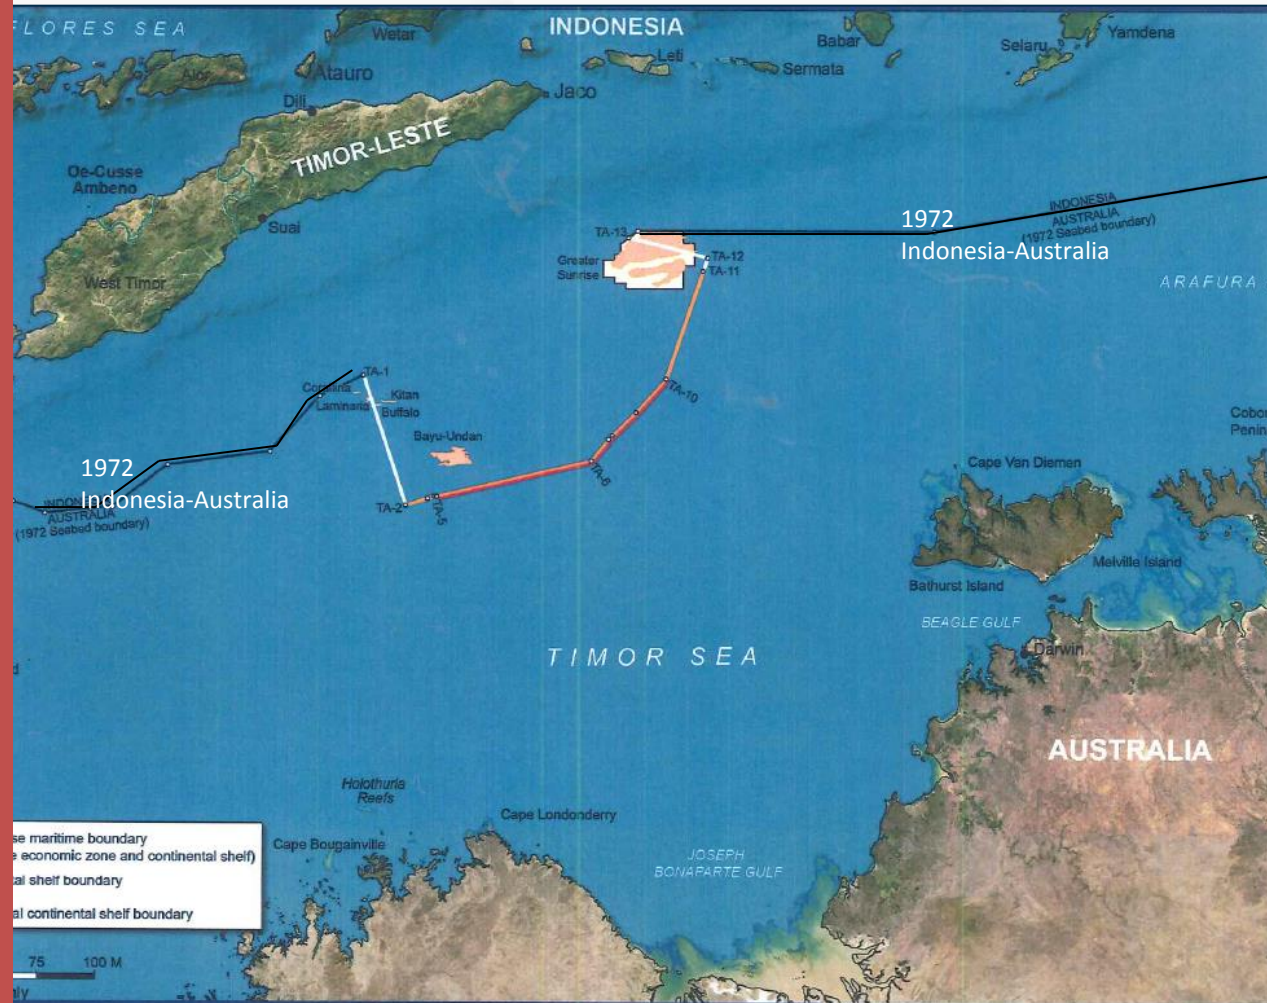 FLORES SEA
Wetar
INDONESIA
Babar
Selaru
Yamdena
Alor
Atauro
Leti
Sermata
Dili
Jaco
TIMOR-LESTE
Oe-Cusse
Ambeno
Suai
West Timor
TA-13
Greater
Sunrise
TA-12
TA-11
1972
Indonesia-Australia
INDONESIA
AUSTRALIA
(1972 Seabed boundary)
ARAFURA
TA-1
Corallina
Kitan
Laminaria
Buffalo
TA-10
Bayu-Undan
TA-6
TA-2
TA-5
1972
Indonesia-Australia
AUSTRALIA
(1972 Seabed boundary)
Cape Van Diemen
Melville Island
Bathurst Island
BEAGLE GULF
Darwin
TIMOR SEA
AUSTRALIA
Holothuria
Reefs
Cape Londonderry
Cape Bougainville
JOSEPH
BONAPARTE GULF
se maritime boundary
e economic zone and continental shelf)
al shelf boundary
al continental shelf boundary
75 100 M